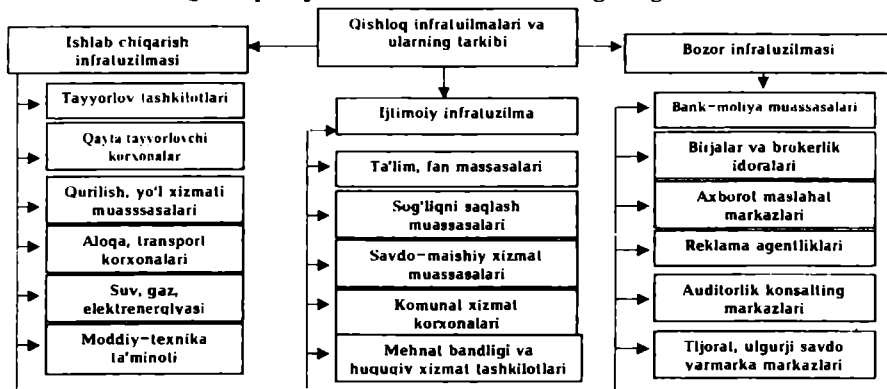 Qishloq infratuilmalari va
ularning tarkibi
Ishlab chiqarish
infratuzilmasi
Tayyorlov tashkilotlari
Qayta tayyorlovchi
korxonalar
Qurilish, yo'l xizmati
muasssasalari
Aloqa, transport
korxonalari
Suv, gaz,
elektrenergiyasi
Moddiy-texnika
ta'minoti
Ijtimoiy infratuzilma
Ta'lim, fan massasalari
Sog'liqni saqlash
muassasalari
Savdo-maishiy xizmat
muassasalari
Komunal xizmat
korxonalari
Mehnat bandligi va
huquqiv xizmat tashkilotlari
Bozor infratuzilmasi
Bank-moliya muassasalari
Birjalar va brokerlik
idoralari
Axborot maslahat
markazlari
Reklama agentliklari
Auditorlik konsalting
markazlari
Tijorat, ulgurji savdo
yarmarka markazlari